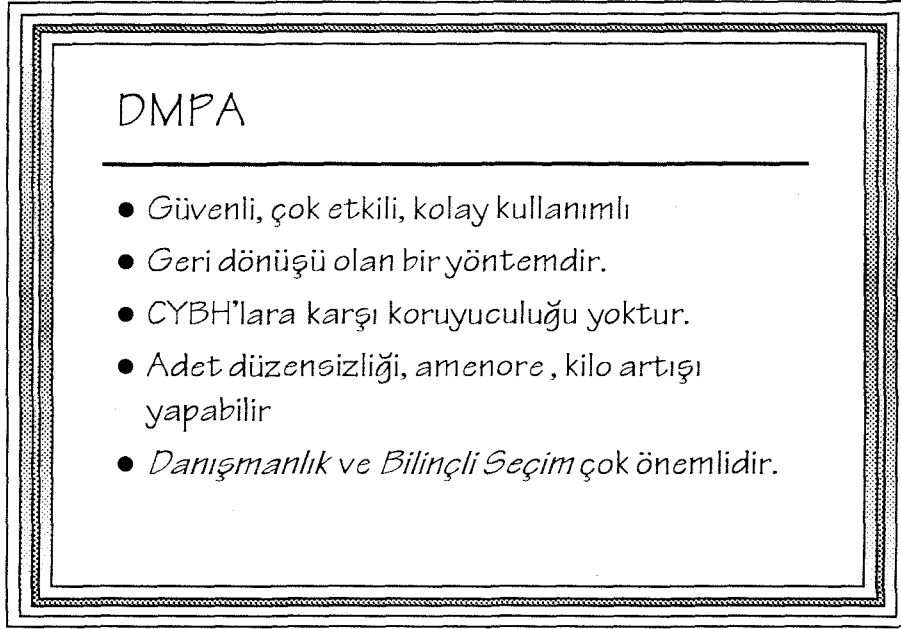 DMPA
● Güvenli, çok etkili, kolay kullanımlı
● Geri dönüşü olan bir yöntemdir.
● CYBH'lara karşı koruyuculuğu yoktur.
● Adet düzensizliği, amenore , kilo artışı
yapabilir
● Danışmanlık ve Bilinçli Seçim çok önemlidir.